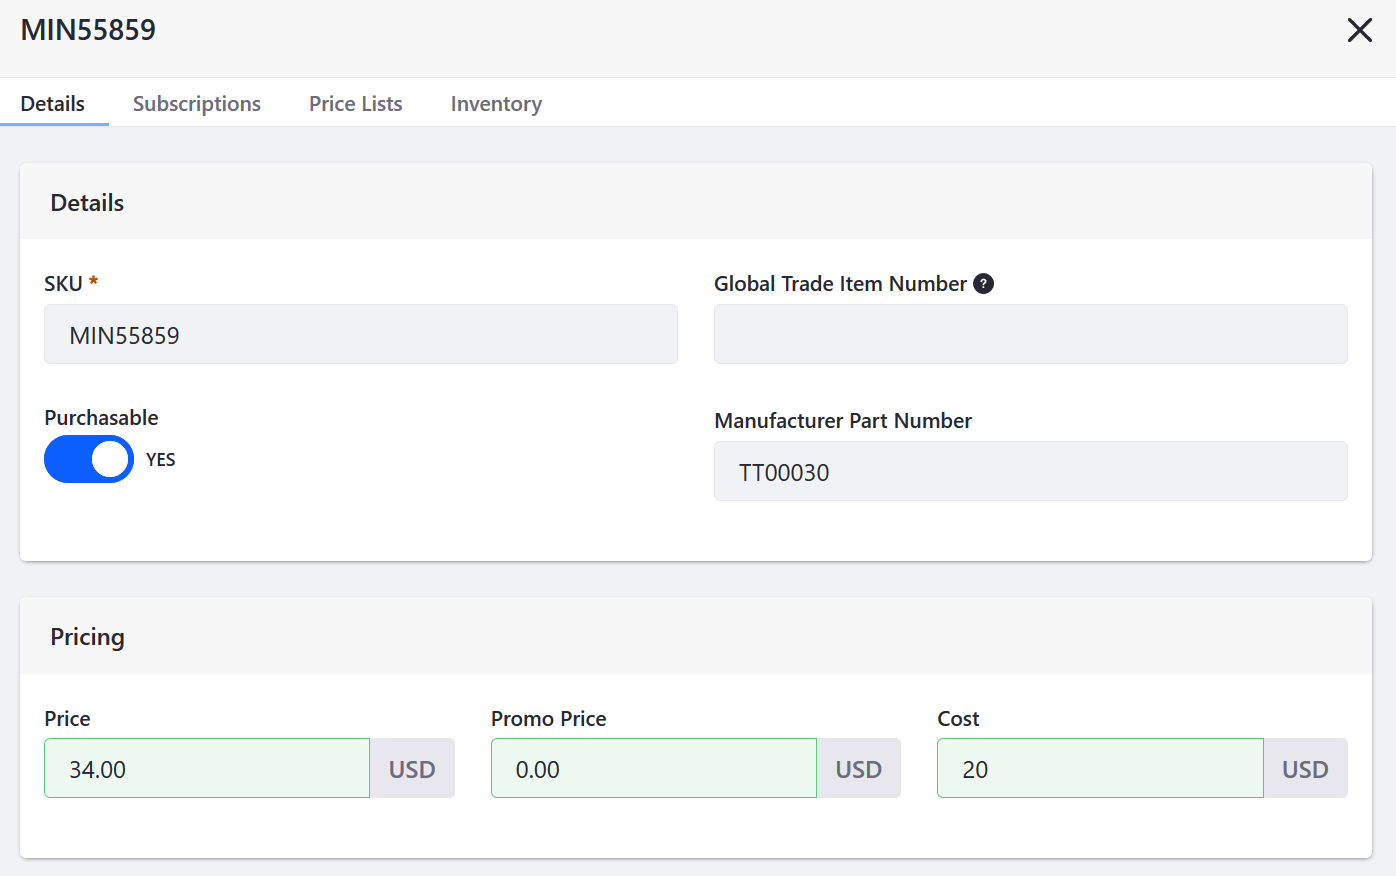 MIN55859
Details Subscriptions Price Lists Inventory
Details
SKU *
Global Trade Item Number ?
MIN55859
Purchasable
YES
Manufacturer Part Number
TT00030
Pricing
Price Promo Price Cost
34.00 USD 0.00 USD 20 USD